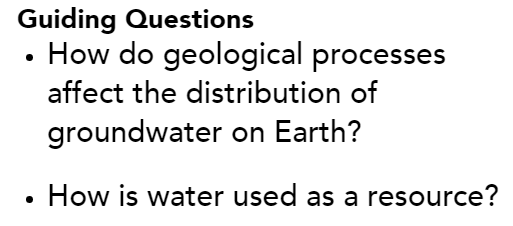 Guiding Questions
• How do geological processes
affect the distribution of
groundwater on Earth?
• How is water used as a resource?